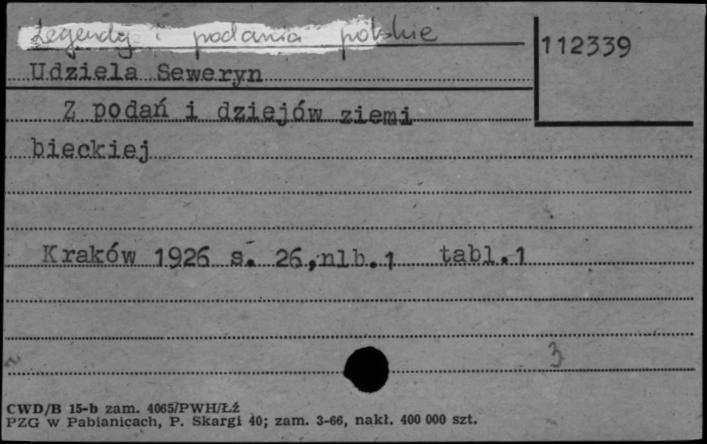 Legendy i podania polskie
112339
Udziela Seweryn
Z podań i dziejów ziemi
bieckiej
Kraków 1926 s. 26,nlb.1 tabl.1
3
CWD/B 15-b zam. 4065/PWH/Łź
PZG w Pabianicach, P. Skargi 40; zam. 3-66, nakł. 400 000 szt.